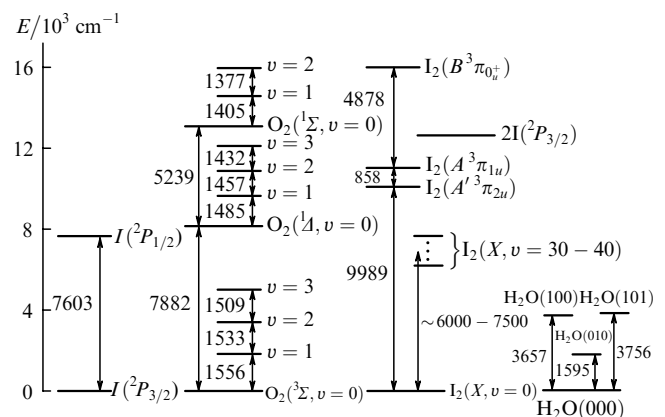 E/10³ cm⁻¹
16
12
8
4
0
I(²P₁/₂)
7603
I(²P₃/₂)
υ = 2
1377
υ = 1
1405
O₂(¹Σ, υ = 0)
υ = 3
1432
υ = 2
5239
1457
υ = 1
1485
O₂(¹Δ, υ = 0)
υ = 3
1509
υ = 2
7882
1533
υ = 1
1556
O₂(³Σ, υ = 0)
I₂(B ³π₀ᵤ⁺)
4878
2I(²P₃/₂)
I₂(A ³π₁ᵤ)
858
I₂(A′ ³π₂ᵤ)
9989
I₂(X, υ = 30 − 40)
~6000 − 7500
I₂(X, υ = 0)
H₂O(100) H₂O(101)
H₂O(010)
3657
1595
3756
H₂O(000)